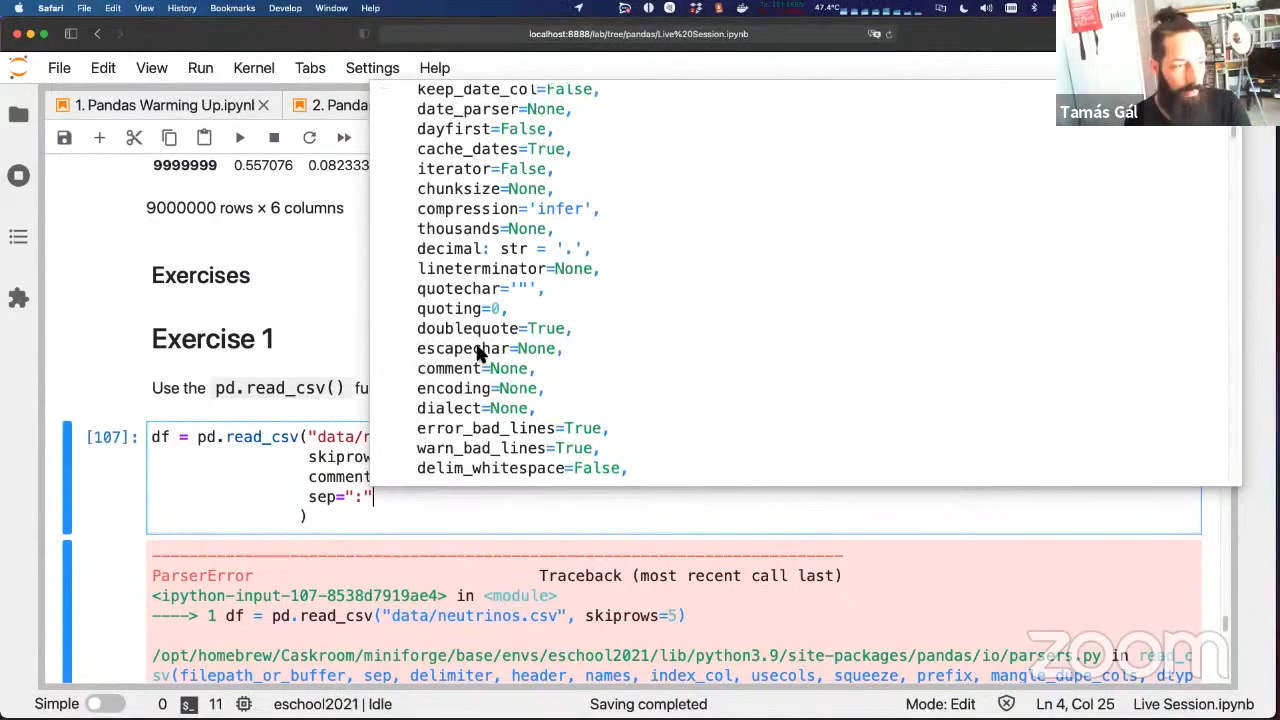 Safari File Edit View History Bookmarks Develop Window Help
47.4°C
localhost:8888/lab/tree/pandas/Live%20Session.ipynb
Tamás Gál
File Edit View Run Kernel Tabs Settings Help
1. Pandas Warming Up.ipynl
2. Panda
9999999 0.557076 0.082333
9000000 rows × 6 columns
Exercises
Exercise 1
Use the pd.read_csv() fu
keep_date_col=False,
date_parser=None,
dayfirst=False,
cache_dates=True,
iterator=False,
chunksize=None,
compression='infer',
thousands=None,
decimal: str = '.',
lineterminator=None,
quotechar='"',
quoting=0,
doublequote=True,
escapechar=None,
comment=None,
encoding=None,
dialect=None,
error_bad_lines=True,
warn_bad_lines=True,
delim_whitespace=False,
[107]: df = pd.read_csv("data/n
skiprow
comment
sep=":"
)
ParserError Traceback (most recent call last)
<ipython-input-107-8538d7919ae4> in <module>
----> 1 df = pd.read_csv("data/neutrinos.csv", skiprows=5)
/opt/homebrew/Caskroom/miniforge/base/envs/eschool2021/lib/python3.9/site-packages/pandas/io/parsers.py in read_c
sv(filepath_or_buffer, sep, delimiter, header, names, index_col, usecols, squeeze, prefix, mangle_dupe_cols, dtyp
zoom
Simple 0 11 eschool2021 | Idle Saving completed Mode: Edit Ln 4, Col 25 Live Session.ipynb